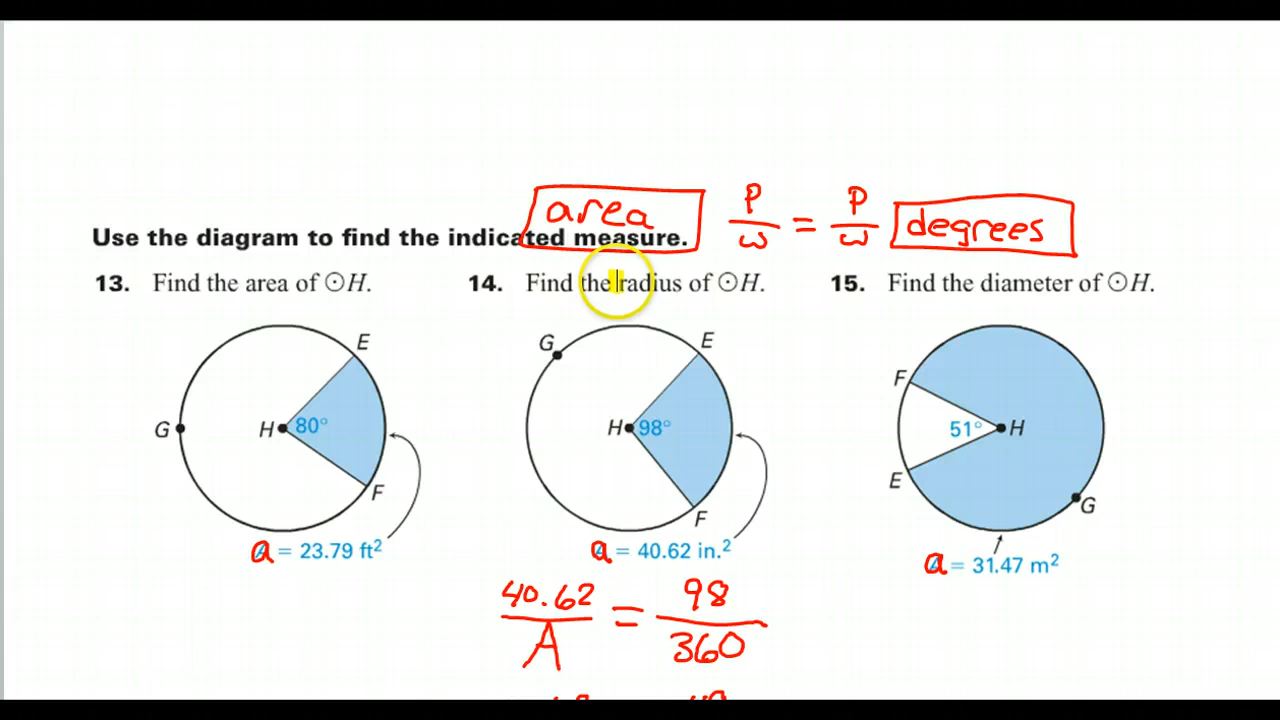 area P/w = P/w degrees
Use the diagram to find the indicated measure.
13. Find the area of ⊙H. 14. Find the radius of ⊙H. 15. Find the diameter of ⊙H.
E G E F
G H 80° H 98° 51° H
F F E G
a = 23.79 ft² a = 40.62 in.² a = 31.47 m²
40.62/A = 98/360